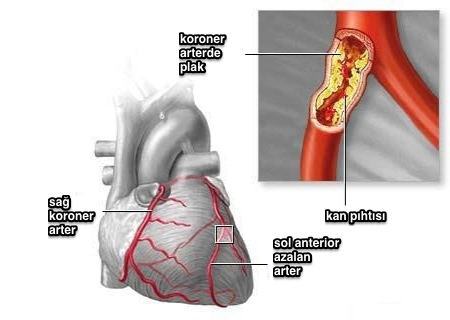 koroner
arterde
plak
kan pıhtısı
sağ
koroner
arter
sol anterior
azalan
arter